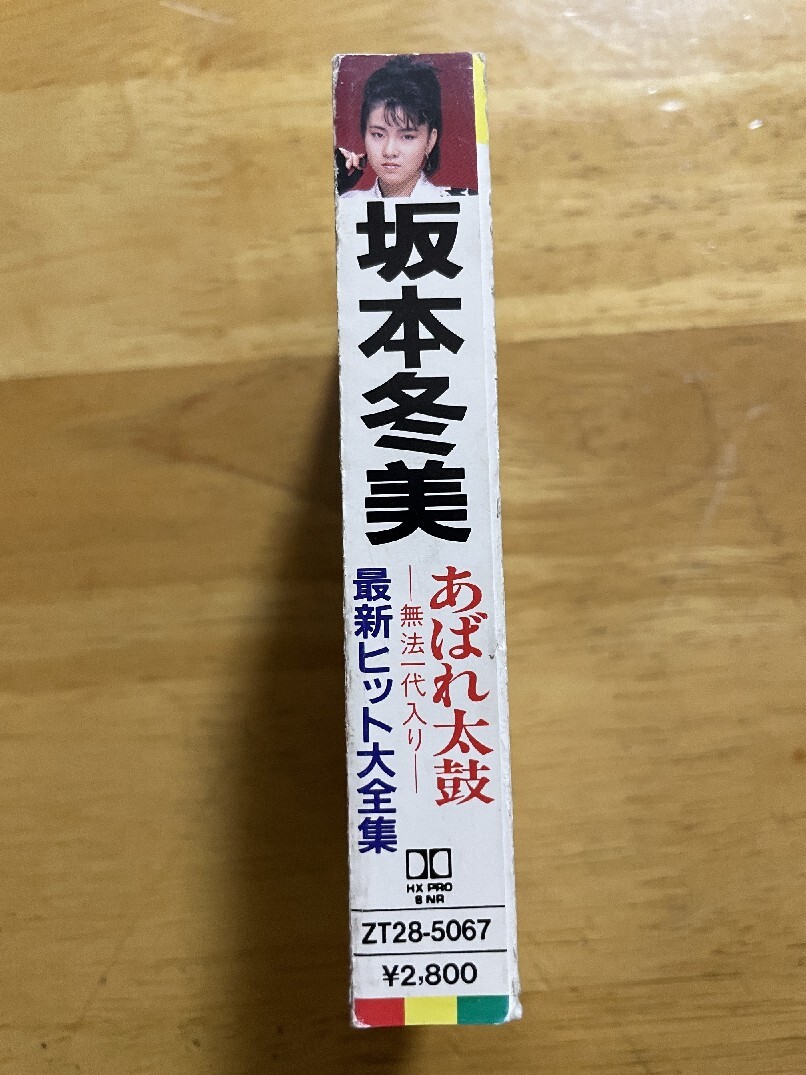 坂本冬美
あばれ太鼓
—無法一代入り—
最新ヒット大全集
HX PRO
B NR
ZT28-5067
¥2,800